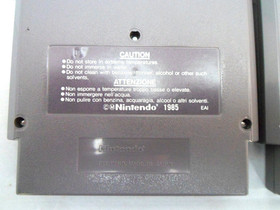 CAUTION
Do not store in extreme temperatures.
Do not immerse in water.
Do not clean with benzene, thinner, alcohol or other such
solvents.
ATTENZIONE
Non esporre a temperature troppo basse o elevate.
Non immergere nell'acqua.
Non pulire con benzina, acquaragia, alcool o altri solventi.
©®Nintendo 1985 EAI